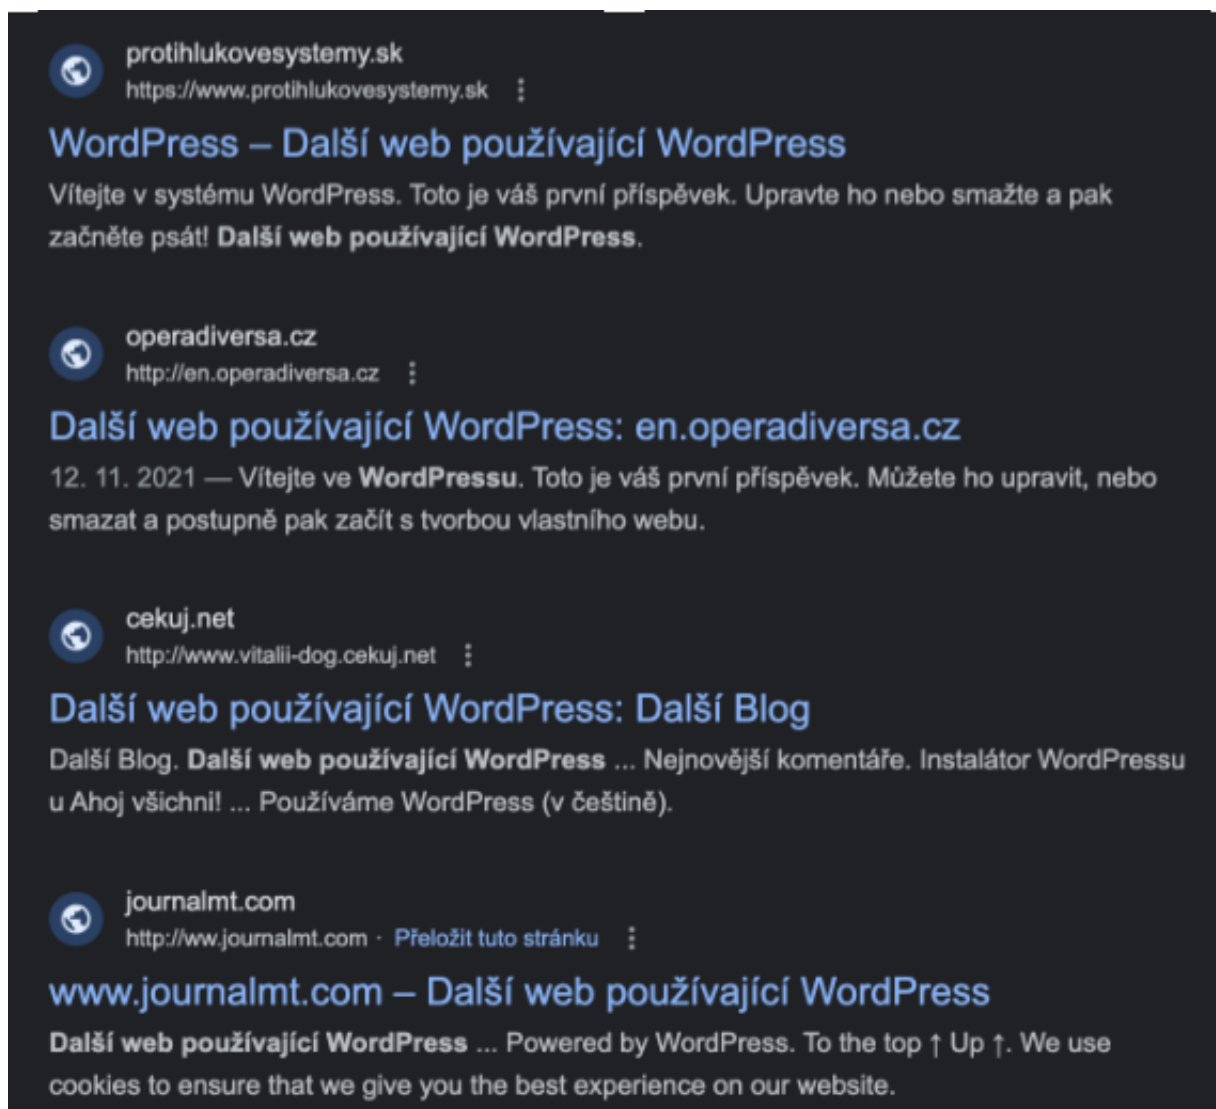 protihlukovesystemy.sk
https://www.protihlukovesystemy.sk
WordPress – Další web používající WordPress
Vítejte v systému WordPress. Toto je váš první příspěvek. Upravte ho nebo smažte a pak
začněte psát! Další web používající WordPress.
operadiversa.cz
http://en.operadiversa.cz
Další web používající WordPress: en.operadiversa.cz
12. 11. 2021 — Vítejte ve WordPressu. Toto je váš první příspěvek. Můžete ho upravit, nebo
smazat a postupně pak začít s tvorbou vlastního webu.
cekuj.net
http://www.vitalii-dog.cekuj.net
Další web používající WordPress: Další Blog
Další Blog. Další web používající WordPress ... Nejnovější komentáře. Instalátor WordPressu
u Ahoj všichni! ... Používáme WordPress (v češtině).
journalmt.com
http://ww.journalmt.com · Přeložit tuto stránku
www.journalmt.com – Další web používající WordPress
Další web používající WordPress ... Powered by WordPress. To the top ↑ Up ↑. We use
cookies to ensure that we give you the best experience on our website.